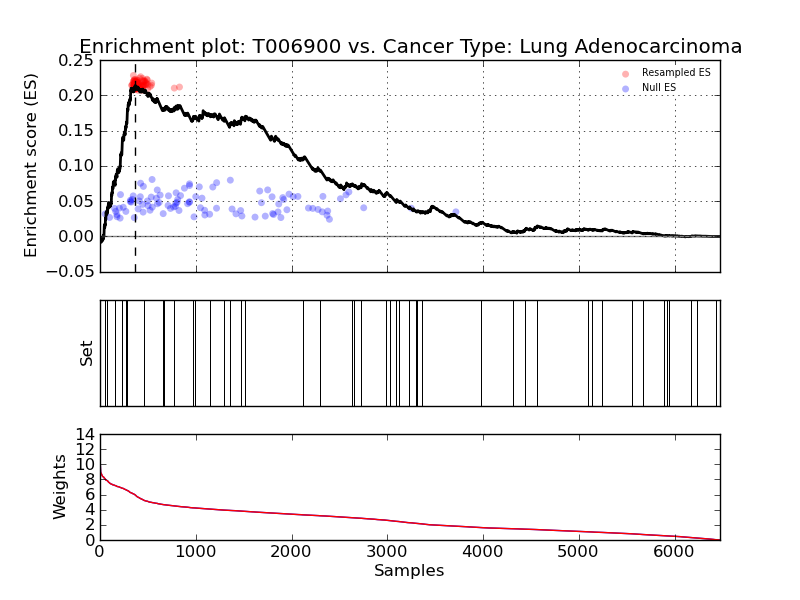 Enrichment plot: T006900 vs. Cancer Type: Lung Adenocarcinoma
Enrichment score (ES)
0.25
0.20
0.15
0.10
0.05
0.00
−0.05
Resampled ES
Null ES
Set
Weights
14
12
10
8
6
4
2
0
0 1000 2000 3000 4000 5000 6000
Samples